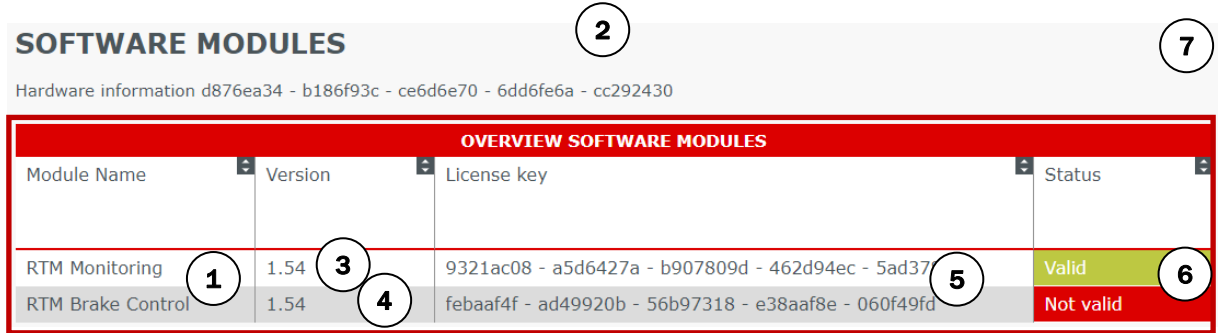 2
SOFTWARE MODULES
7
Hardware information d876ea34 - b186f93c - ce6d6e70 - 6dd6fe6a - cc292430
OVERVIEW SOFTWARE MODULES
Module Name Version License key Status
RTM Monitoring 1 1.54 3 9321ac08 - a5d6427a - b907809d - 462d94ec - 5 Valid 6
RTM Brake Control 1.54 4 febaaf4f - ad49920b - 56b97318 - e38aaf8e - 060f49fd Not valid